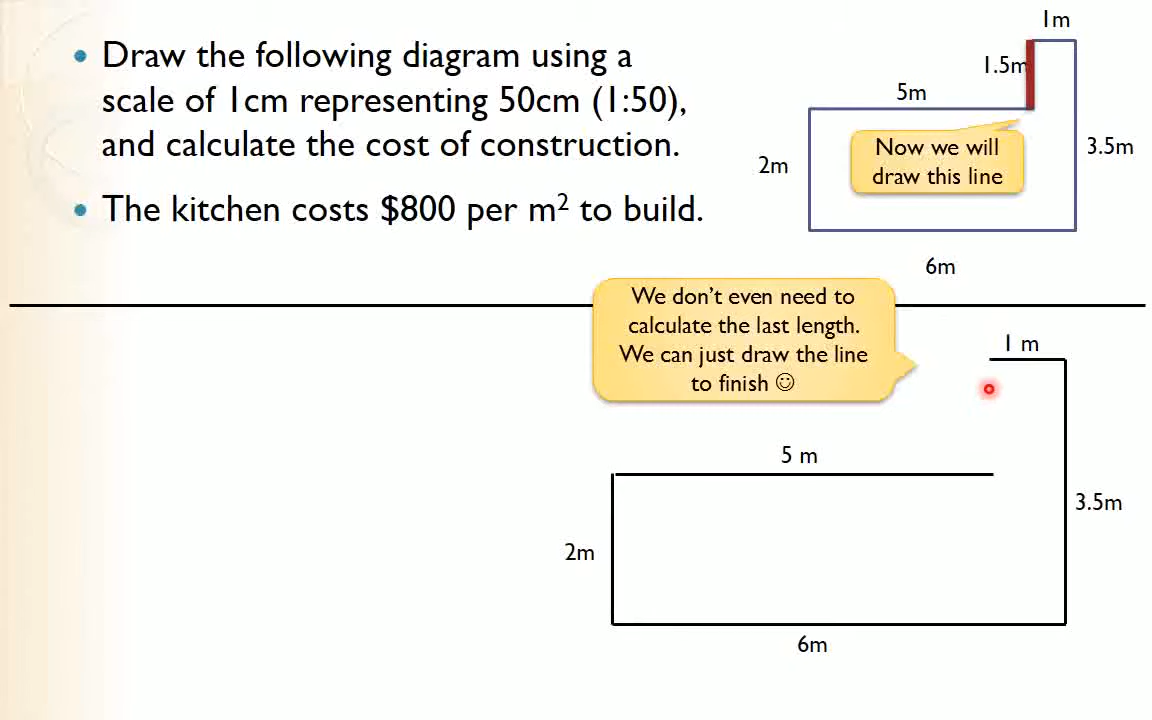 • Draw the following diagram using a
scale of 1cm representing 50cm (1:50),
and calculate the cost of construction.
• The kitchen costs $800 per m² to build.
1m
1.5m
5m
Now we will
draw this line
2m
3.5m
6m
We don't even need to
calculate the last length.
We can just draw the line
to finish ☺
1 m
5 m
3.5m
2m
6m